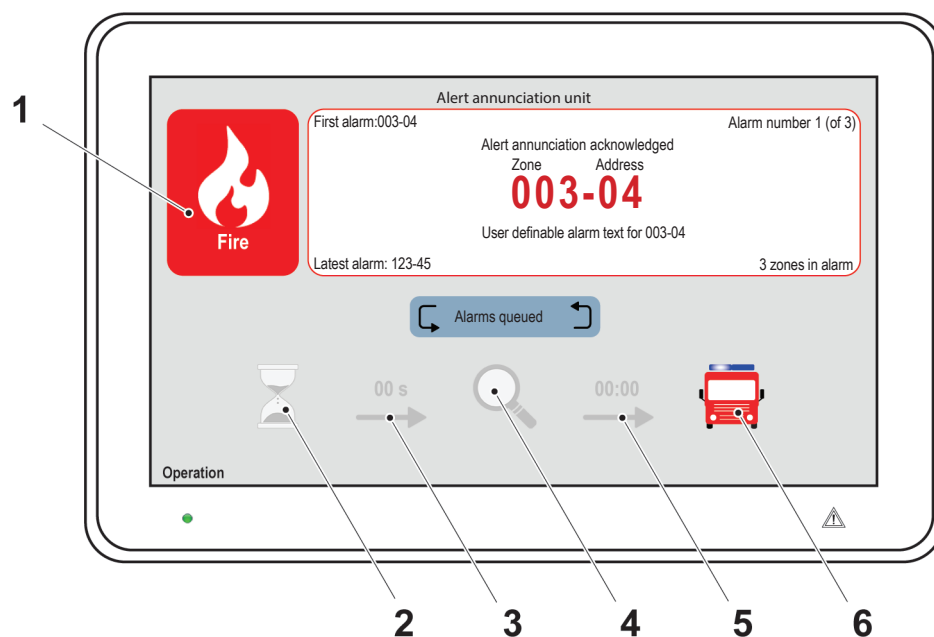 Alert annunciation unit
1
First alarm:003-04
Alarm number 1 (of 3)
Alert annunciation acknowledged
Zone Address
003-04
Fire
User definable alarm text for 003-04
Latest alarm: 123-45
3 zones in alarm
Alarms queued
00 s
00:00
Operation
2 3 4 5 6